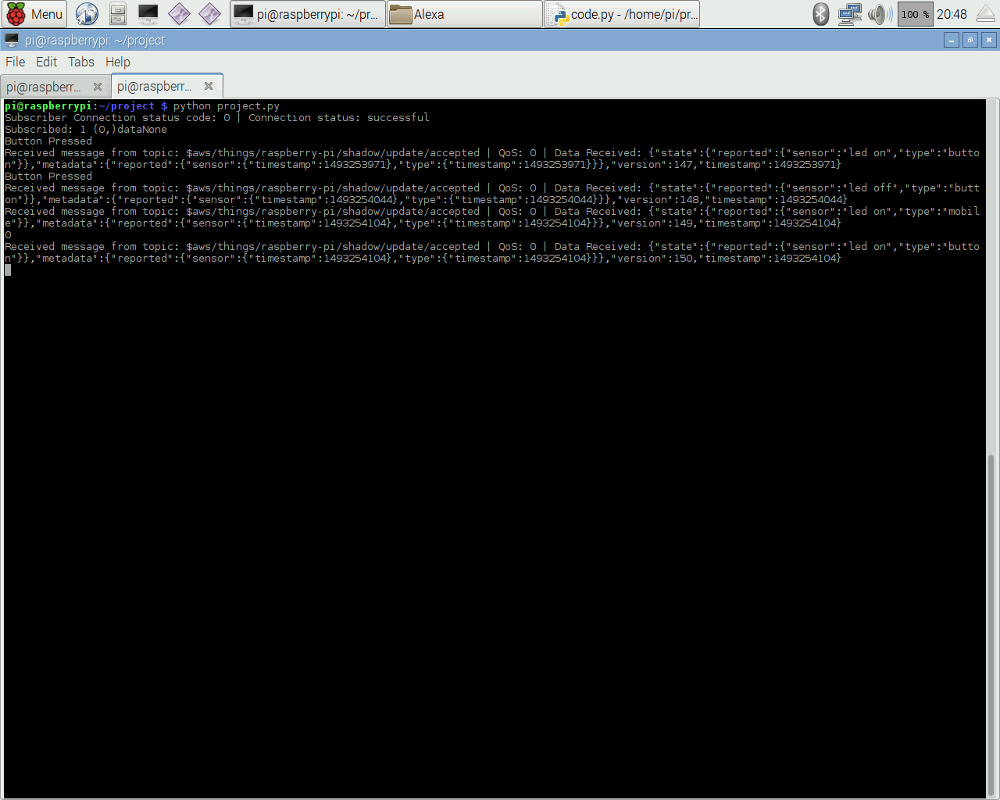 Menu
pi@raspberrypi: ~/pr...
Alexa
code.py - /home/pi/pr...
100 %
20:48
pi@raspberrypi: ~/project
File Edit Tabs Help
pi@raspberr...
pi@raspberr...
pi@raspberrypi:~/project $ python project.py
Subscriber Connection status code: 0 | Connection status: successful
Subscribed: 1 (0,)dataNone
Button Pressed
Received message from topic: $aws/things/raspberry-pi/shadow/update/accepted | QoS: 0 | Data Received: {"state":{"reported":{"sensor":"led on","type":"butto
n"}},"metadata":{"reported":{"sensor":{"timestamp":1493253971},"type":{"timestamp":1493253971}}},"version":147,"timestamp":1493253971}
Button Pressed
Received message from topic: $aws/things/raspberry-pi/shadow/update/accepted | QoS: 0 | Data Received: {"state":{"reported":{"sensor":"led off","type":"butt
on"}},"metadata":{"reported":{"sensor":{"timestamp":1493254044},"type":{"timestamp":1493254044}}},"version":148,"timestamp":1493254044}
Received message from topic: $aws/things/raspberry-pi/shadow/update/accepted | QoS: 0 | Data Received: {"state":{"reported":{"sensor":"led on","type":"mobil
e"}},"metadata":{"reported":{"sensor":{"timestamp":1493254104},"type":{"timestamp":1493254104}}},"version":149,"timestamp":1493254104}
0
Received message from topic: $aws/things/raspberry-pi/shadow/update/accepted | QoS: 0 | Data Received: {"state":{"reported":{"sensor":"led on","type":"butto
n"}},"metadata":{"reported":{"sensor":{"timestamp":1493254104},"type":{"timestamp":1493254104}}},"version":150,"timestamp":1493254104}